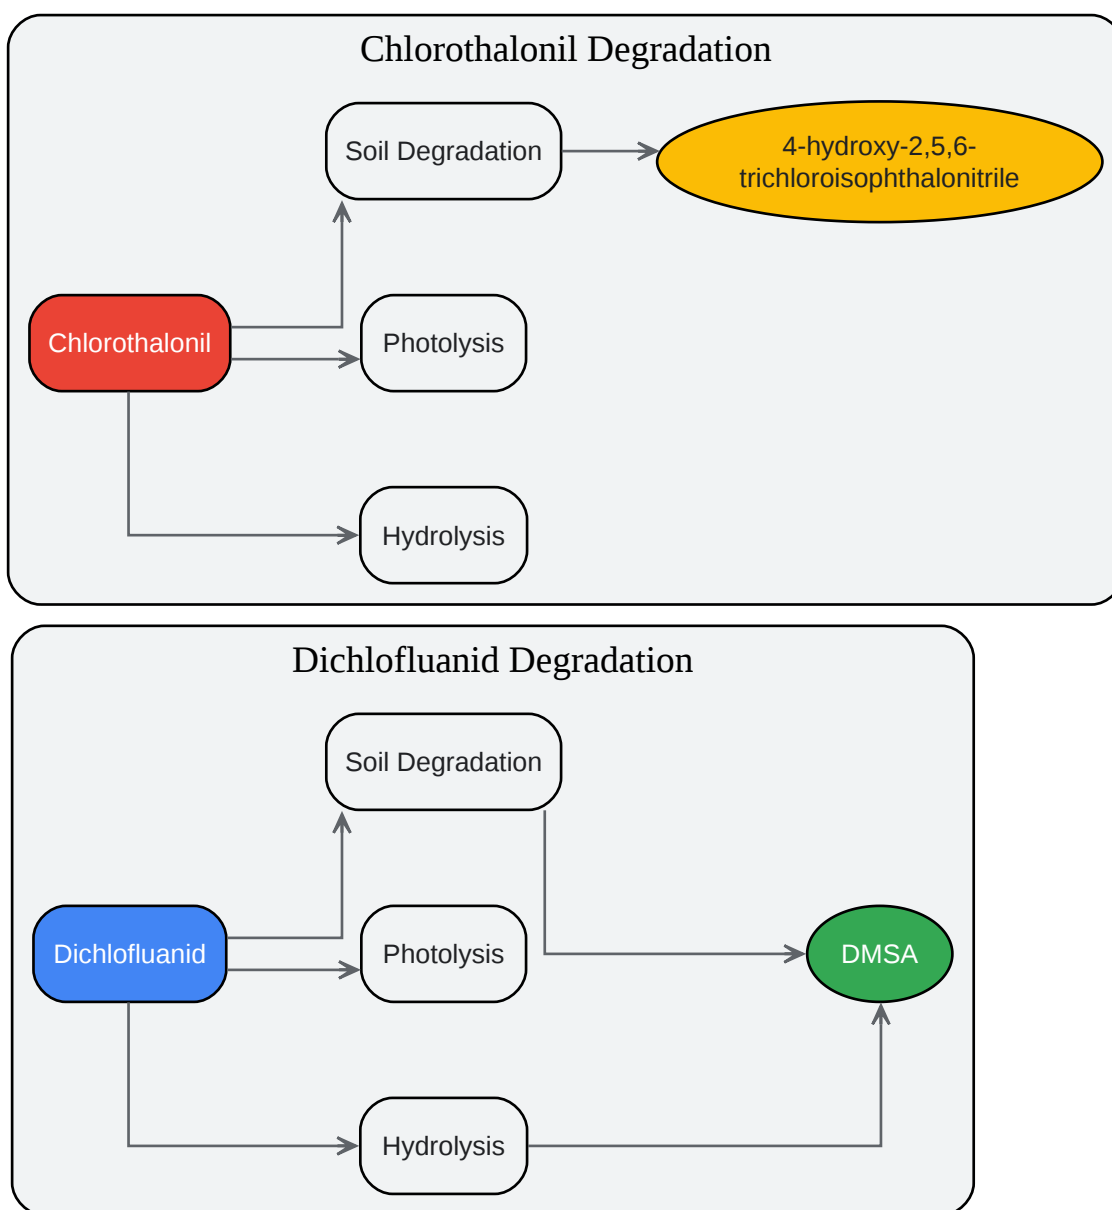 Chlorothalonil Degradation
Soil Degradation
4-hydroxy-2,5,6-
trichloroisophthalonitrile
Chlorothalonil
Photolysis
Hydrolysis
Dichlofluanid Degradation
Soil Degradation
Dichlofluanid
Photolysis
DMSA
Hydrolysis